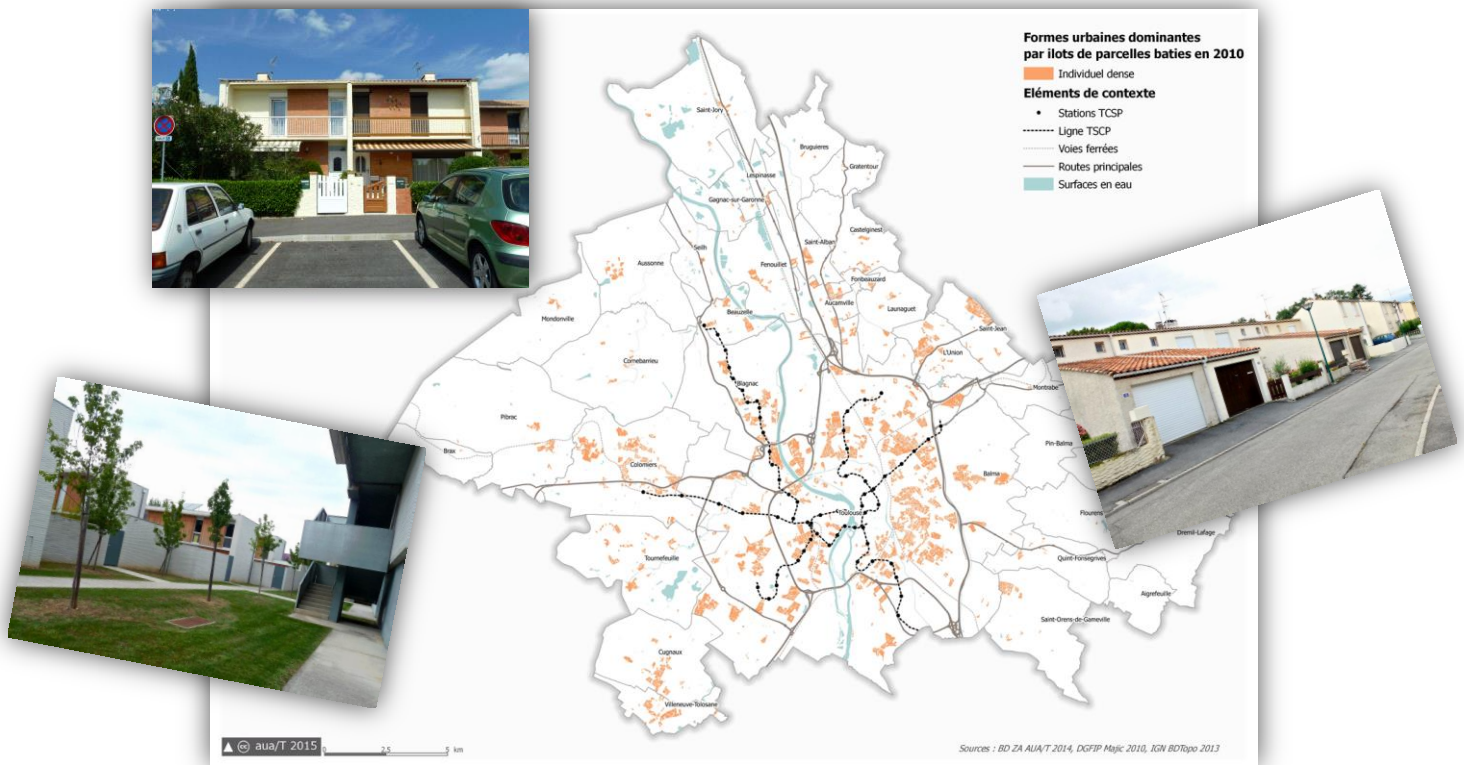 Formes urbaines dominantes
par ilots de parcelles baties en 2010
Individuel dense
Eléments de contexte
Stations TCSP
Ligne TSCP
Voies ferrées
Routes principales
Surfaces en eau
Saint-Jory
Bruguieres
Gratentour
Lespinasse
Gagnac-sur-Garonne
Castelginest
Saint-Alban
Seilh
Aussonne
Fenouillet
Fonbeauzard
Aucamville
Launaguet
Beauzelle
Mondonville
Saint-Jean
L'Union
Cornebarrieu
Blagnac
Montrabe
Pibrac
Pin-Balma
Brax
Colomiers
Balma
Toulouse
Flourens
Dremil-Lafage
Tournefeuille
Quint-Fonsegrives
Aigrefeuille
Saint-Orens-de-Gameville
Cugnaux
Villeneuve-Tolosane
cc aua/T 2015
0 2,5 5 km
Sources : BD ZA AUA/T 2014, DGFIP Majic 2010, IGN BDTopo 2013